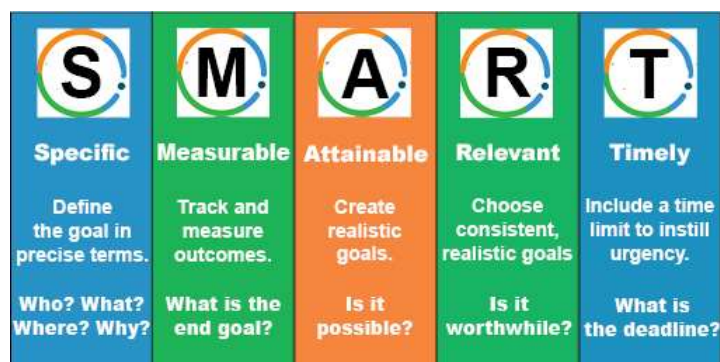 S
Specific
Define
the goal in
precise terms.
Who? What?
Where? Why?
M
Measurable
Track and
measure
outcomes.
What is the
end goal?
A
Attainable
Create
realistic
goals.
Is it
possible?
R
Relevant
Choose
consistent,
realistic goals
Is it
worthwhile?
T
Timely
Include a time
limit to instill
urgency.
What is
the deadline?